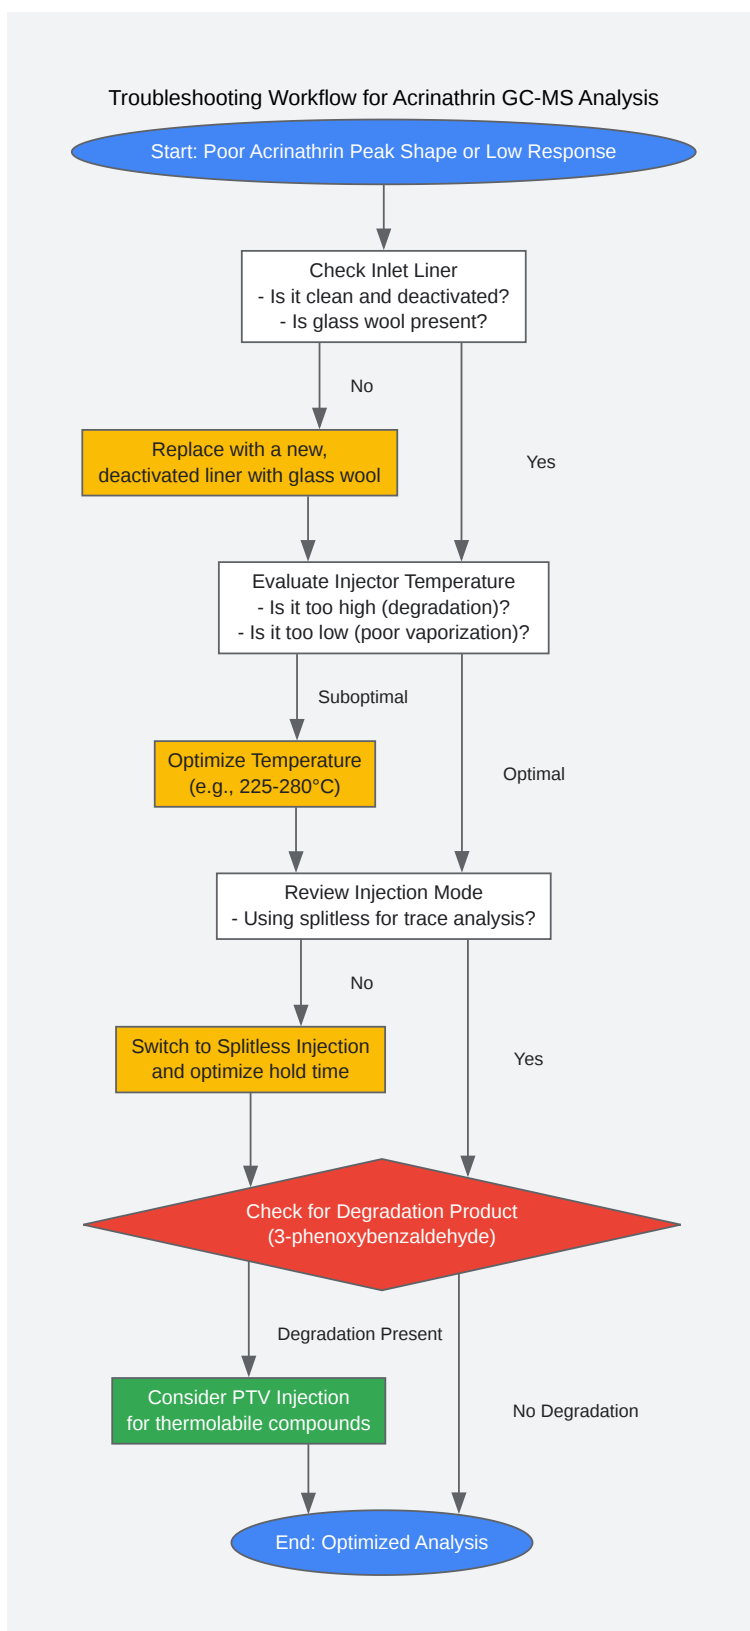 Troubleshooting Workflow for Acrinathrin GC-MS Analysis
Start: Poor Acrinathrin Peak Shape or Low Response
Check Inlet Liner
- Is it clean and deactivated?
- Is glass wool present?
No
Replace with a new,
deactivated liner with glass wool
Yes
Evaluate Injector Temperature
- Is it too high (degradation)?
- Is it too low (poor vaporization)?
Suboptimal
Optimize Temperature
(e.g., 225-280°C)
Optimal
Review Injection Mode
- Using splitless for trace analysis?
No
Switch to Splitless Injection
and optimize hold time
Yes
Check for Degradation Product
(3-phenoxybenzaldehyde)
Degradation Present
Consider PTV Injection
for thermolabile compounds
No Degradation
End: Optimized Analysis